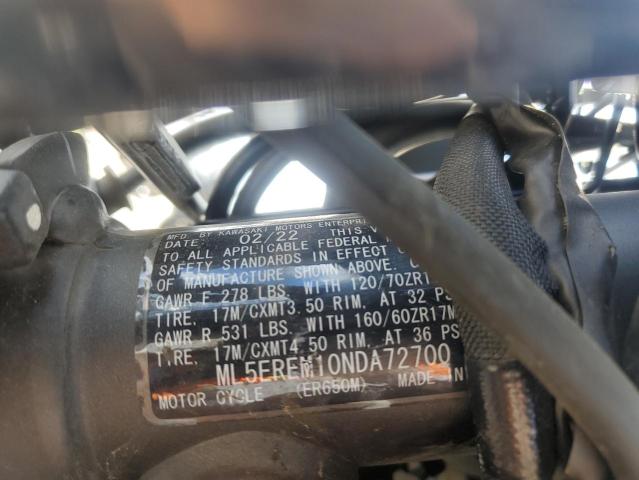 MFD. BY KAWASAKI MOTORS ENTERPRI
DATE: 02/22 THIS V
TO ALL APPLICABLE FEDERAL
SAFETY STANDARDS IN EFFECT O
OF MANUFACTURE SHOWN ABOVE.
GAWR F 278 LBS. WITH 120/70ZR1
TIRE, 17M/CXMT3.50 RIM. AT 32 PS
GAWR R 531 LBS. WITH 160/60ZR17M
TIRE, 17M/CXMT4.50 RIM. AT 36 PS
ML5EREM10NDA72700
MOTOR CYCLE (ER650M) MADE IN